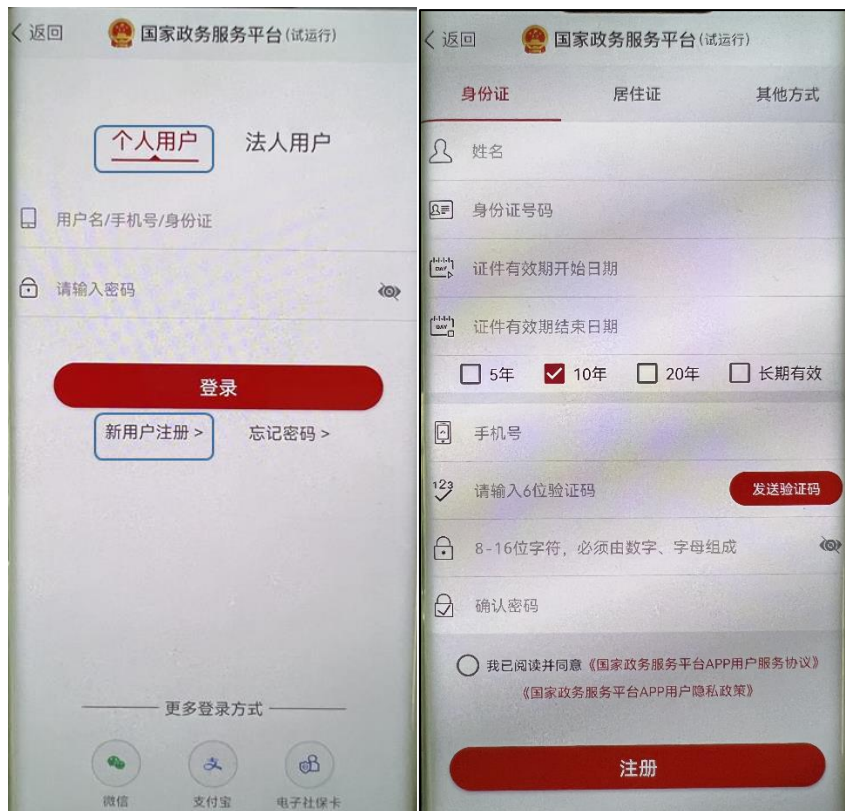 返回
国家政务服务平台(试运行)
个人用户 法人用户
用户名/手机号/身份证
请输入密码
登录
新用户注册 > 忘记密码 >
更多登录方式
微信 支付宝 电子社保卡
返回
国家政务服务平台(试运行)
身份证 居住证 其他方式
姓名
身份证号码
证件有效期开始日期
证件有效期结束日期
5年 10年 20年 长期有效
手机号
123 请输入6位验证码 发送验证码
8-16位字符，必须由数字、字母组成
确认密码
我已阅读并同意《国家政务服务平台APP用户服务协议》
《国家政务服务平台APP用户隐私政策》
注册